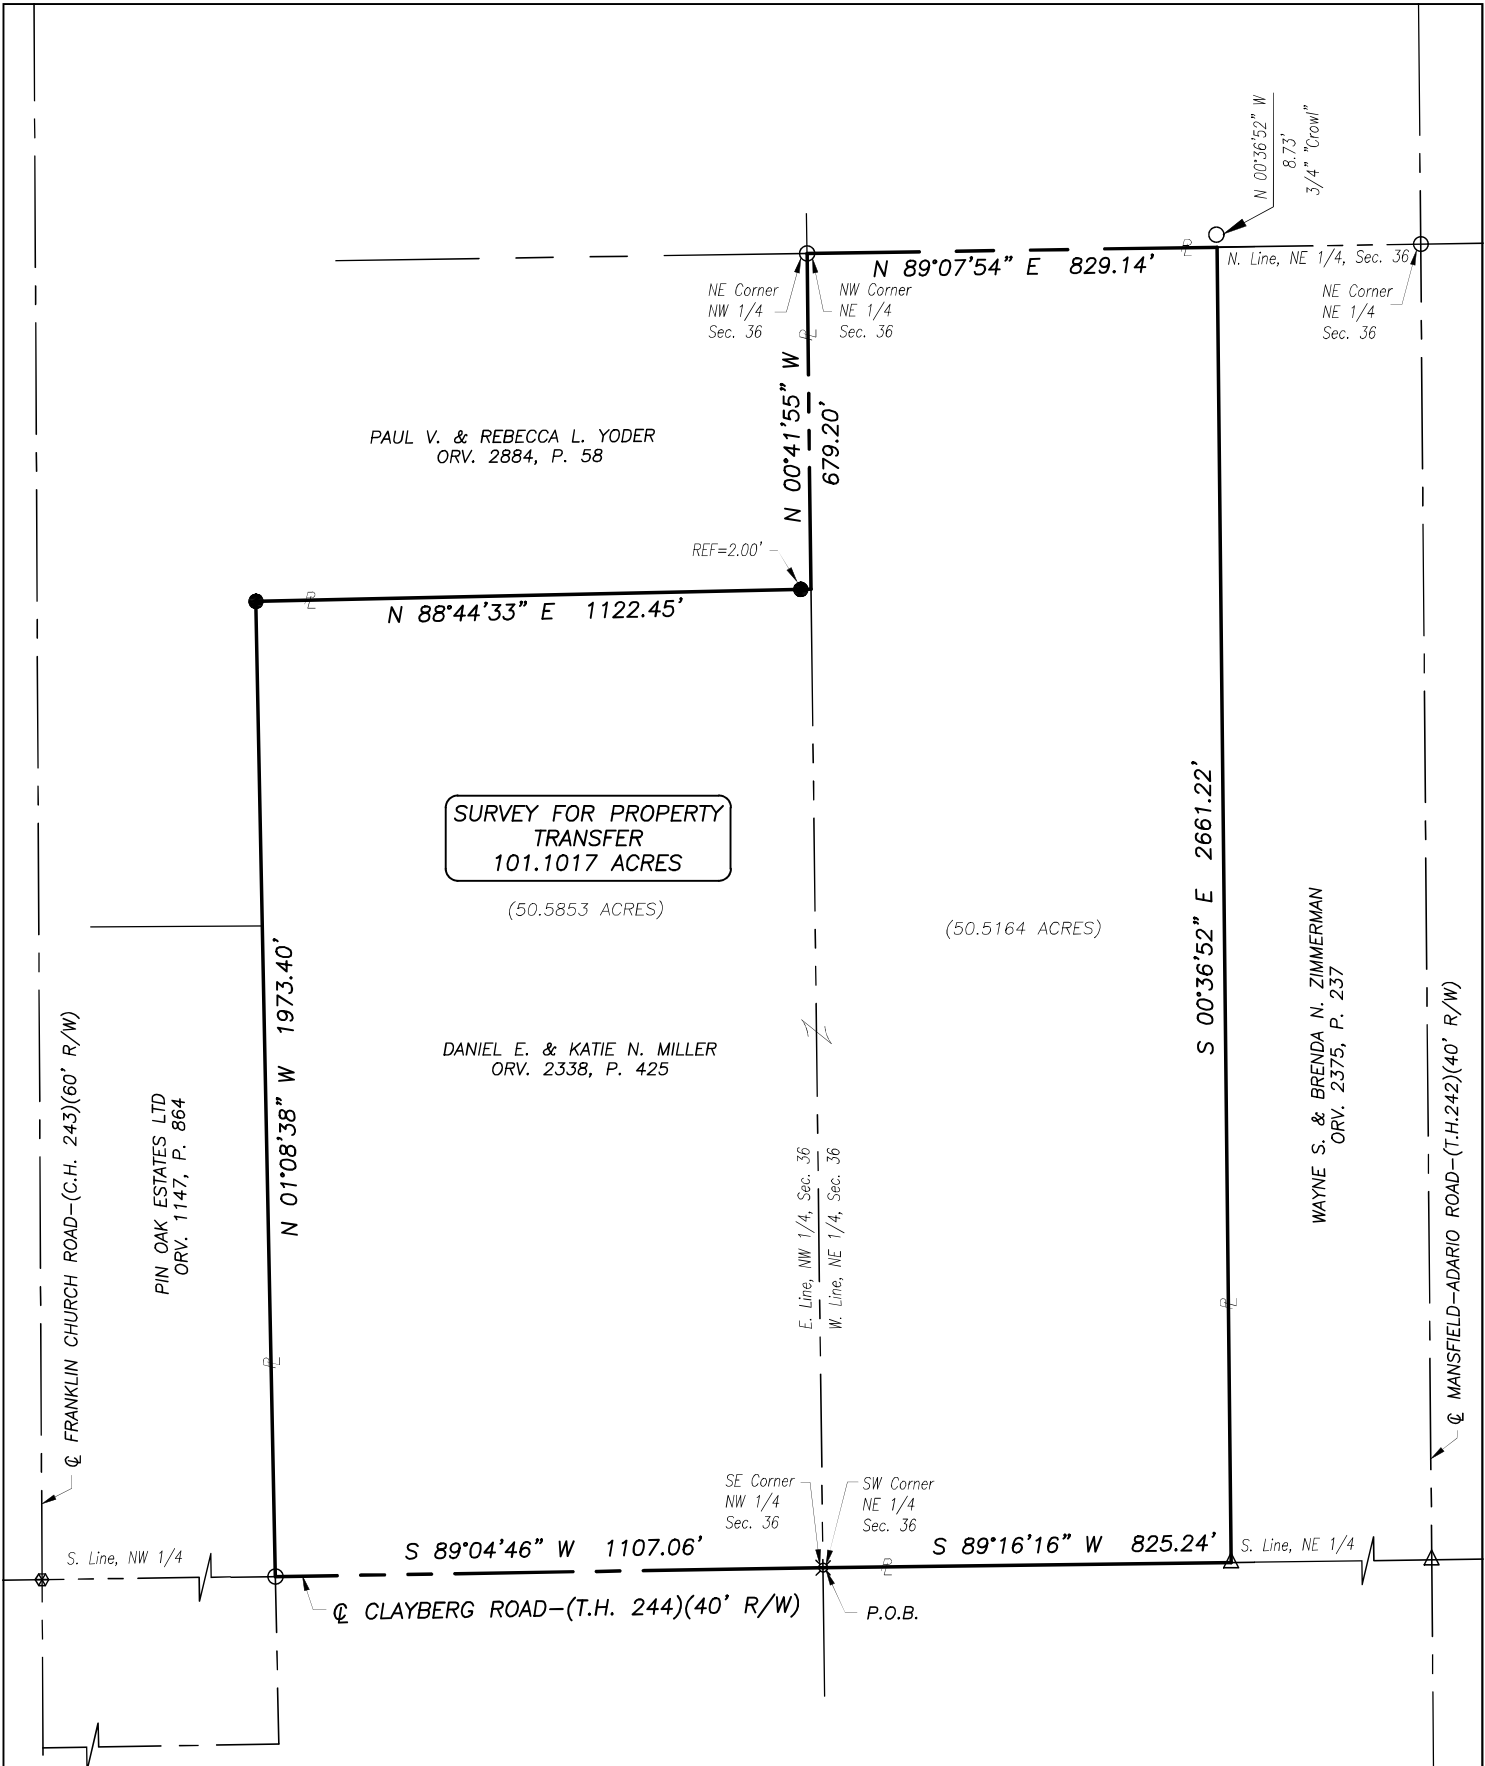 N 00°36'52" W
8.73'
3/4" "Crowl"
N 89°07'54" E 829.14'
N. Line, NE 1/4, Sec. 36
NE Corner
NW 1/4
Sec. 36
NW Corner
NE 1/4
Sec. 36
NE Corner
NE 1/4
Sec. 36
N 00°41'55" W
679.20'
PAUL V. & REBECCA L. YODER
ORV. 2884, P. 58
REF=2.00'
N 88°44'33" E 1122.45'
SURVEY FOR PROPERTY
TRANSFER
101.1017 ACRES
(50.5853 ACRES)
(50.5164 ACRES)
S 00°36'52" E 2661.22'
N 01°08'38" W 1973.40'
DANIEL E. & KATIE N. MILLER
ORV. 2338, P. 425
PIN OAK ESTATES LTD
ORV. 1147, P. 864
℄ FRANKLIN CHURCH ROAD-(C.H. 243)(60' R/W)
E. Line, NW 1/4, Sec. 36
W. Line, NE 1/4, Sec. 36
WAYNE S. & BRENDA N. ZIMMERMAN
ORV. 2375, P. 237
℄ MANSFIELD-ADARIO ROAD-(T.H.242)(40' R/W)
SE Corner
NW 1/4
Sec. 36
SW Corner
NE 1/4
Sec. 36
S. Line, NW 1/4
S 89°04'46" W 1107.06'
S 89°16'16" W 825.24'
S. Line, NE 1/4
℄ CLAYBERG ROAD-(T.H. 244)(40' R/W)
P.O.B.